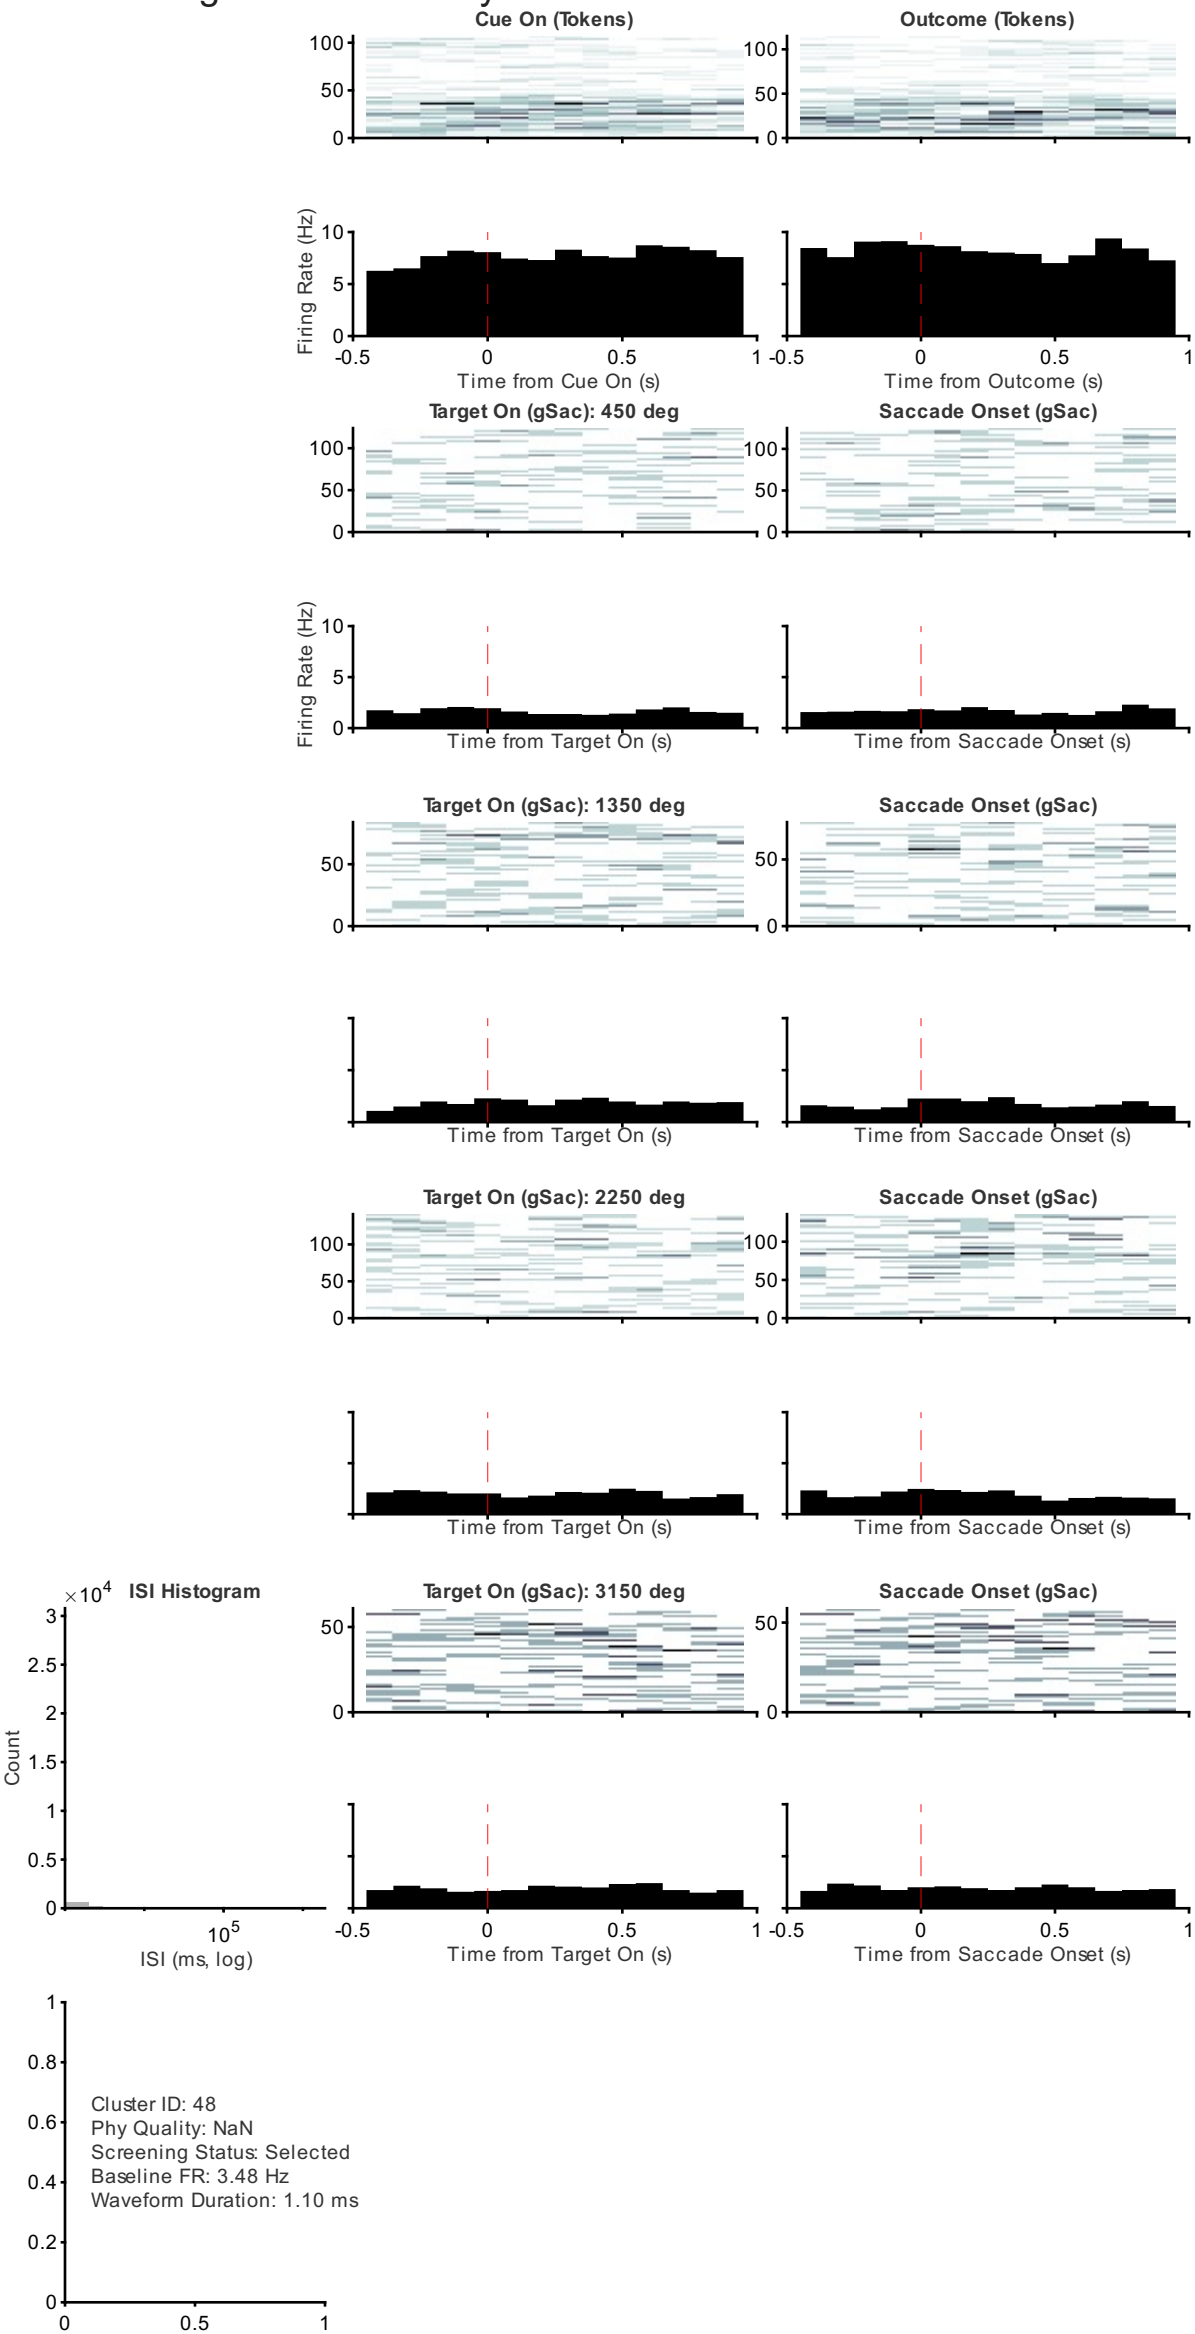 Cue On (Tokens)
Outcome (Tokens)
100
50
0
100
50
0
Firing Rate (Hz)
10
5
0
-0.5 0 0.5 1
-0.5 0 0.5 1
Time from Cue On (s)
Time from Outcome (s)
Target On (gSac): 450 deg
Saccade Onset (gSac)
100
50
0
100
50
0
Firing Rate (Hz)
10
5
0
Time from Target On (s)
Time from Saccade Onset (s)
Target On (gSac): 1350 deg
Saccade Onset (gSac)
50
0
50
0
Time from Target On (s)
Time from Saccade Onset (s)
Target On (gSac): 2250 deg
Saccade Onset (gSac)
100
50
0
100
50
0
Time from Target On (s)
Time from Saccade Onset (s)
×10^4 ISI Histogram
Target On (gSac): 3150 deg
Saccade Onset (gSac)
3
2.5
2
1.5
1
0.5
0
Count
10^5
ISI (ms, log)
50
0
50
0
-0.5 0 0.5 1
-0.5 0 0.5 1
Time from Target On (s)
Time from Saccade Onset (s)
1
0.8
0.6
0.4
0.2
0
Cluster ID: 48
Phy Quality: NaN
Screening Status: Selected
Baseline FR: 3.48 Hz
Waveform Duration: 1.10 ms
0 0.5 1